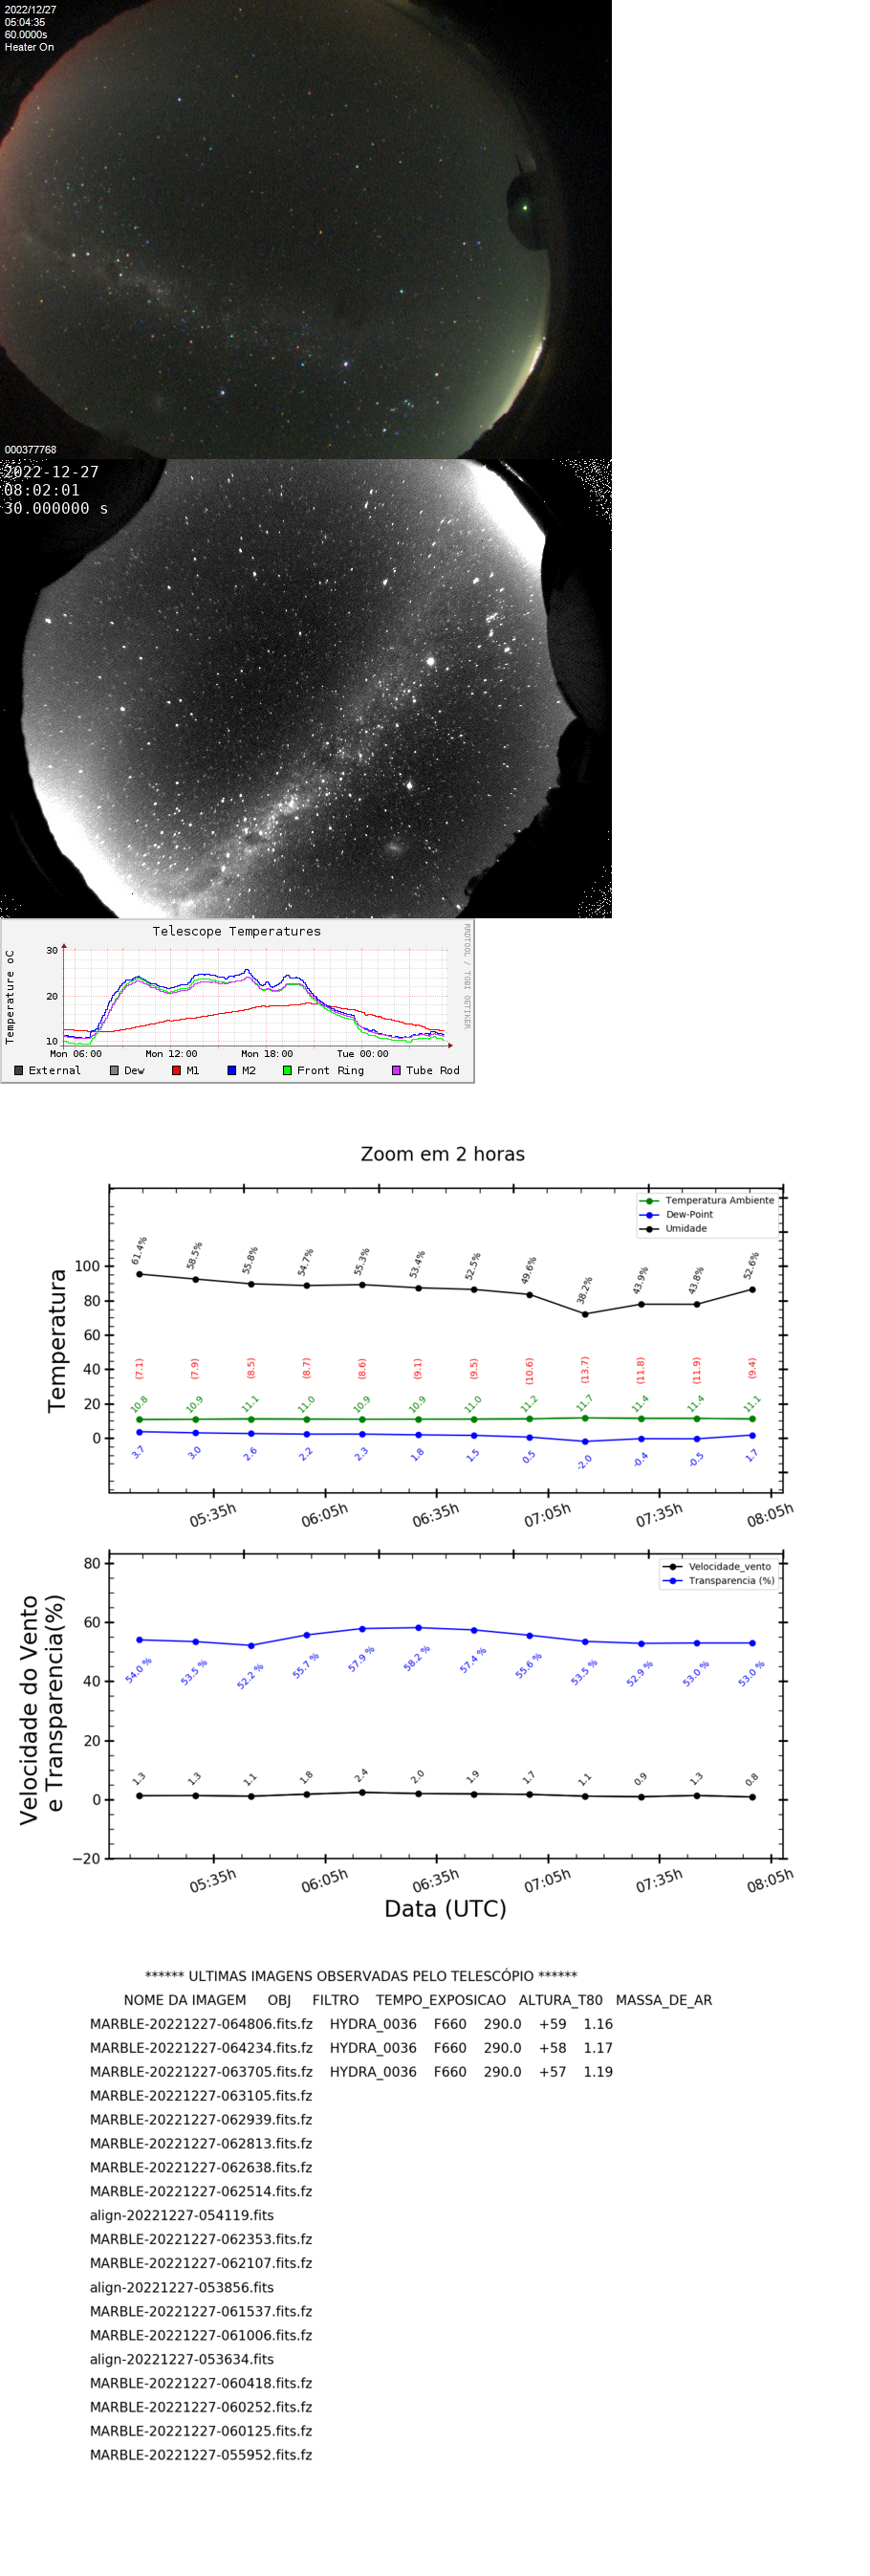 2022/12/27
05:04:35
60.0000s
Heater On
000377768
2022-12-27
08:02:01
30.000000 s
Telescope Temperatures
Temperature oC
RRDTOOL / TOBI OETIKER
30
20
10
Mon 06:00 Mon 12:00 Mon 18:00 Tue 00:00
External Dew M1 M2 Front Ring Tube Rod
Zoom em 2 horas
Temperatura
Temperatura Ambiente
Dew-Point
Umidade
100
80
60
40
20
0
61.4% 58.5% 55.8% 54.7% 55.3% 53.4% 52.5% 49.6% 38.2% 43.9% 43.8% 52.6%
(7.1) (7.9) (8.5) (8.7) (8.6) (9.1) (9.5) (10.6) (13.7) (11.8) (11.9) (9.4)
10.8 10.9 11.1 11.0 10.9 10.9 11.0 11.2 11.7 11.4 11.4 11.1
3.7 3.0 2.6 2.2 2.3 1.8 1.5 0.5 -2.0 -0.4 -0.5 1.7
05:35h 06:05h 06:35h 07:05h 07:35h 08:05h
Velocidade do Vento
e Transparencia(%)
Velocidade_vento
Transparencia (%)
80
60
40
20
0
−20
54.0 % 53.5 % 52.2 % 55.7 % 57.9 % 58.2 % 57.4 % 55.6 % 53.5 % 52.9 % 53.0 % 53.0 %
1.3 1.3 1.1 1.8 2.4 2.0 1.9 1.7 1.1 0.9 1.3 0.8
05:35h 06:05h 06:35h 07:05h 07:35h 08:05h
Data (UTC)
****** ULTIMAS IMAGENS OBSERVADAS PELO TELESCÓPIO ******
NOME DA IMAGEM OBJ FILTRO TEMPO_EXPOSICAO ALTURA_T80 MASSA_DE_AR
MARBLE-20221227-064806.fits.fz HYDRA_0036 F660 290.0 +59 1.16
MARBLE-20221227-064234.fits.fz HYDRA_0036 F660 290.0 +58 1.17
MARBLE-20221227-063705.fits.fz HYDRA_0036 F660 290.0 +57 1.19
MARBLE-20221227-063105.fits.fz
MARBLE-20221227-062939.fits.fz
MARBLE-20221227-062813.fits.fz
MARBLE-20221227-062638.fits.fz
MARBLE-20221227-062514.fits.fz
align-20221227-054119.fits
MARBLE-20221227-062353.fits.fz
MARBLE-20221227-062107.fits.fz
align-20221227-053856.fits
MARBLE-20221227-061537.fits.fz
MARBLE-20221227-061006.fits.fz
align-20221227-053634.fits
MARBLE-20221227-060418.fits.fz
MARBLE-20221227-060252.fits.fz
MARBLE-20221227-060125.fits.fz
MARBLE-20221227-055952.fits.fz